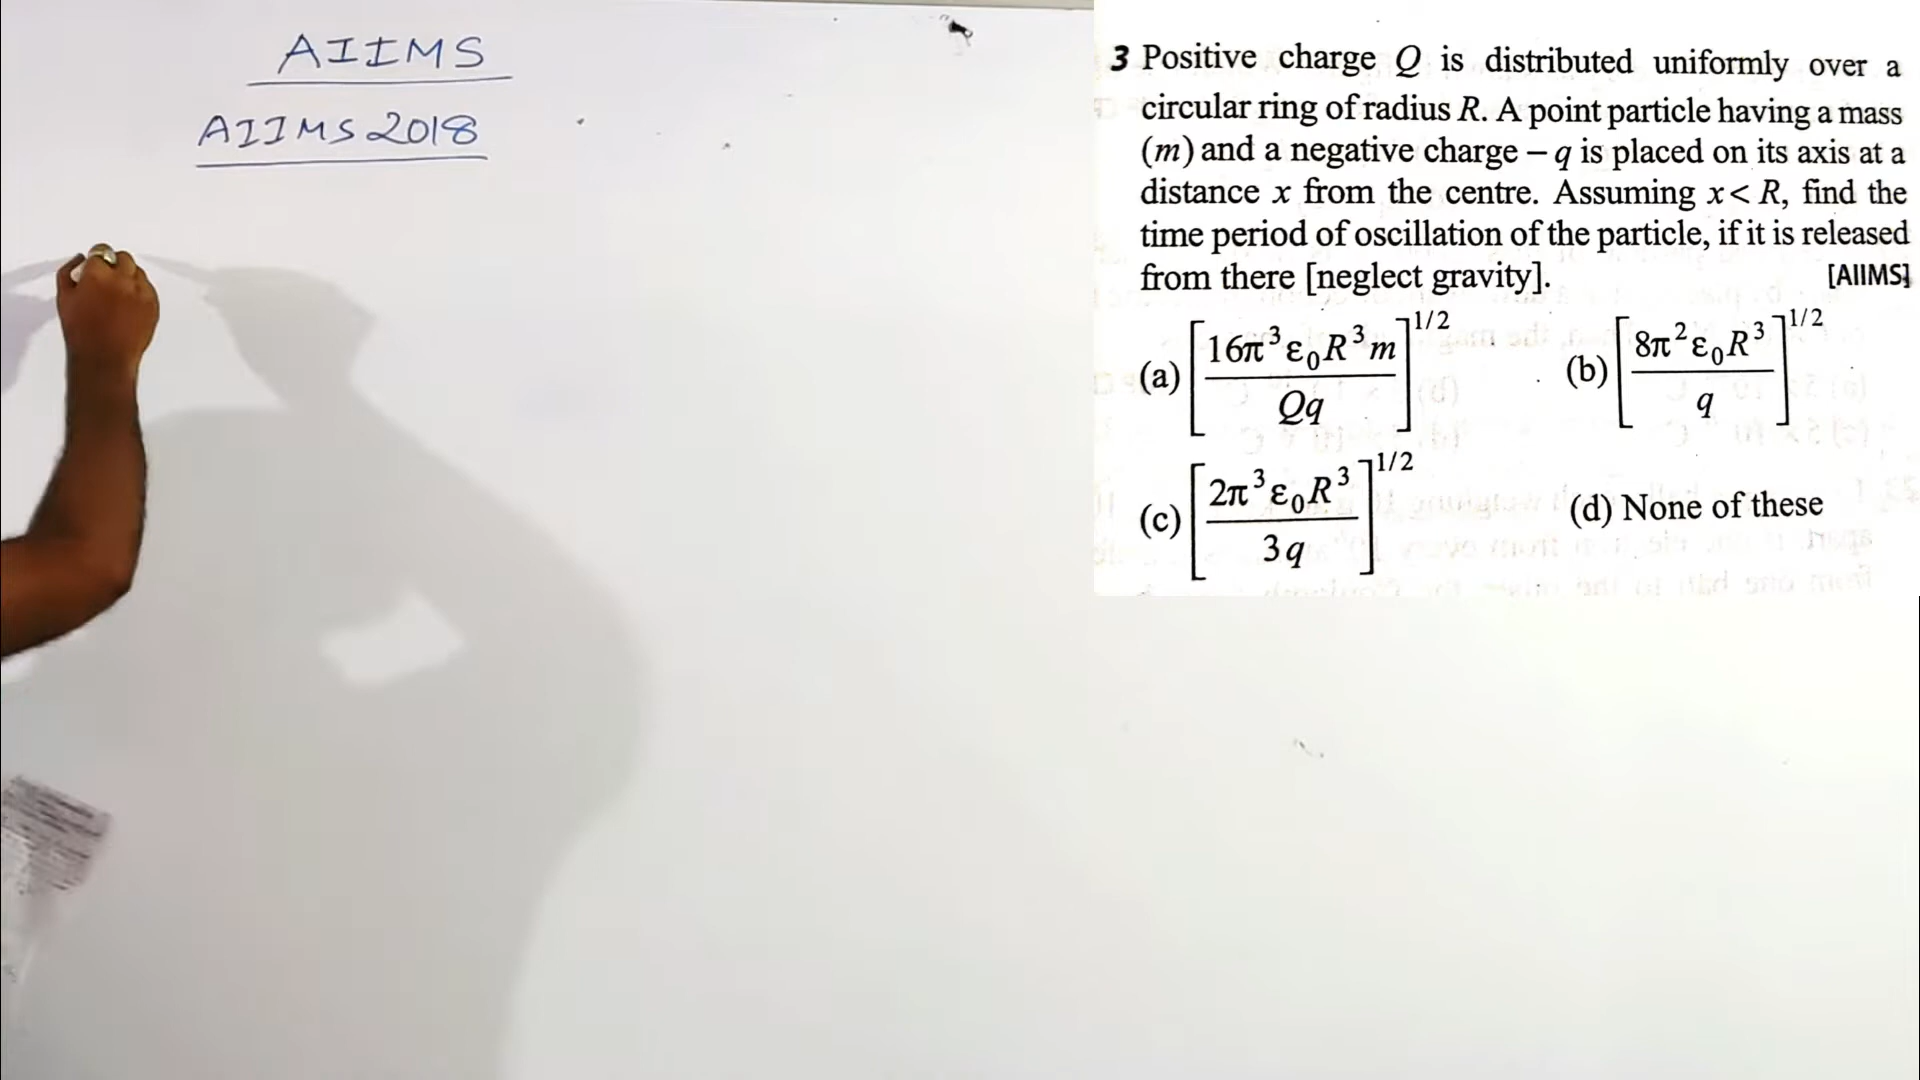 AIIMS
AIIMS 2018
3 Positive charge Q is distributed uniformly over a
circular ring of radius R. A point particle having a mass
(m) and a negative charge – q is placed on its axis at a
distance x from the centre. Assuming x < R, find the
time period of oscillation of the particle, if it is released
from there [neglect gravity]. [AIIMS]
(a) [16π³ε₀R³m / Qq]^1/2 (b) [8π²ε₀R³ / q]^1/2
(c) [2π³ε₀R³ / 3q]^1/2 (d) None of these